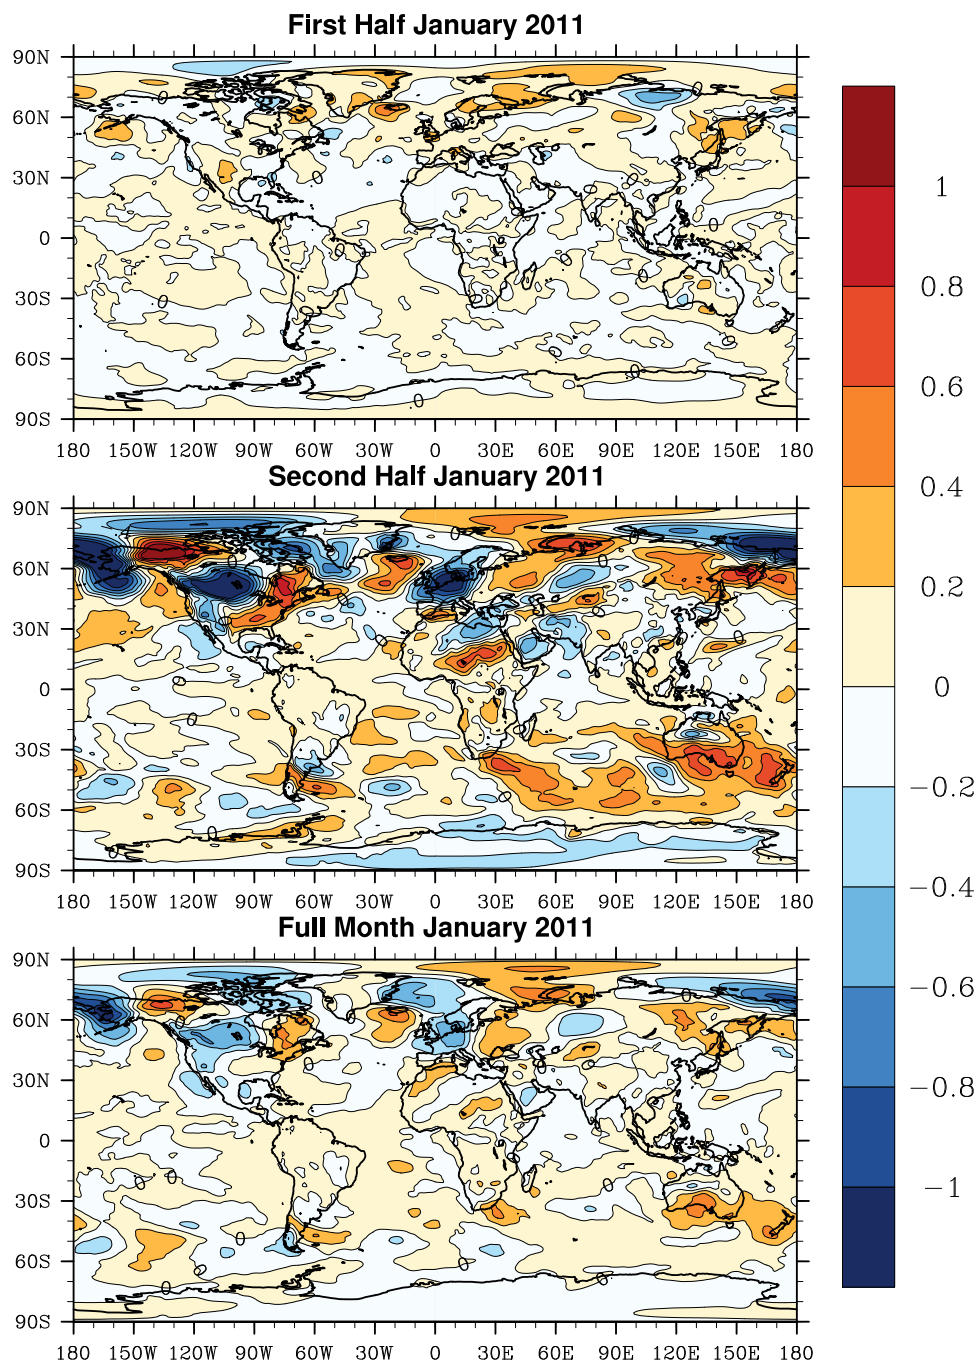 First Half January 2011
90N
60N
30N
0
30S
60S
90S
180 150W 120W 90W 60W 30W 0 30E 60E 90E 120E 150E 180
Second Half January 2011
90N
60N
30N
0
30S
60S
90S
180 150W 120W 90W 60W 30W 0 30E 60E 90E 120E 150E 180
Full Month January 2011
90N
60N
30N
0
30S
60S
90S
180 150W 120W 90W 60W 30W 0 30E 60E 90E 120E 150E 180
1
0.8
0.6
0.4
0.2
0
−0.2
−0.4
−0.6
−0.8
−1